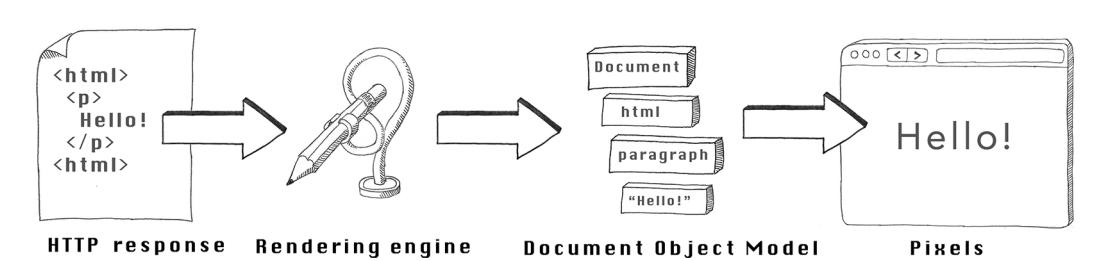 <html>
<p>
Hello!
</p>
<html>
Document
html
paragraph
“Hello!”
< >
Hello!
HTTP response
Rendering engine
Document Object Model
Pixels